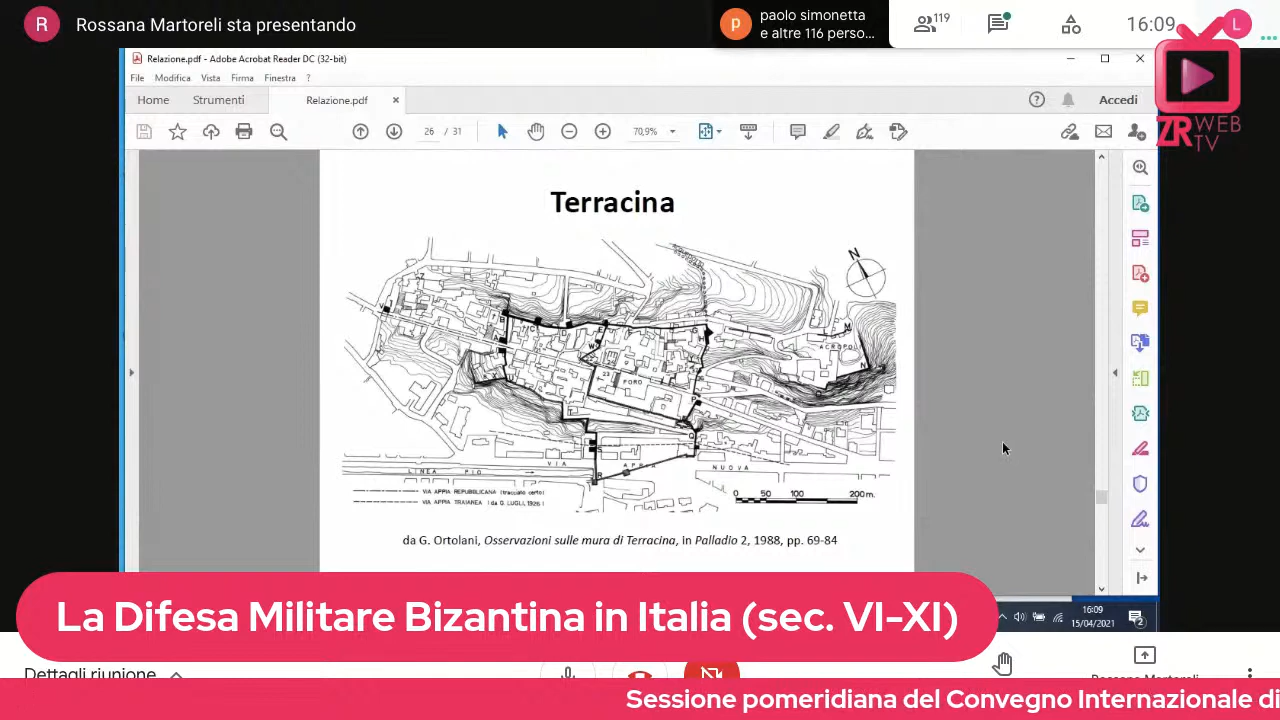 R Rossana Martoreli sta presentando
p paolo simonetta
e altre 116 perso...
119
16:09
L
Relazione.pdf - Adobe Acrobat Reader DC (32-bit)
File Modifica Vista Firma Finestra ?
Home Strumenti Relazione.pdf × Accedi
26 / 31 70,9%
ZR WEB TV
Terracina
N
ACROPOLI
FORO
VIA APPIA NUOVA
LINEA PIO
VIA APPIA REPUBBLICANA (tracciato certo)
VIA APPIA TRAIANEA (da G. LUGLI, 1926)
0 50 100 200 m.
da G. Ortolani, Osservazioni sulle mura di Terracina, in Palladio 2, 1988, pp. 69-84
La Difesa Militare Bizantina in Italia (sec. VI-XI)
16:09
15/04/2021
2
Dettagli riunione
Rossana Martoreli
Sessione pomeridiana del Convegno Internazionale di